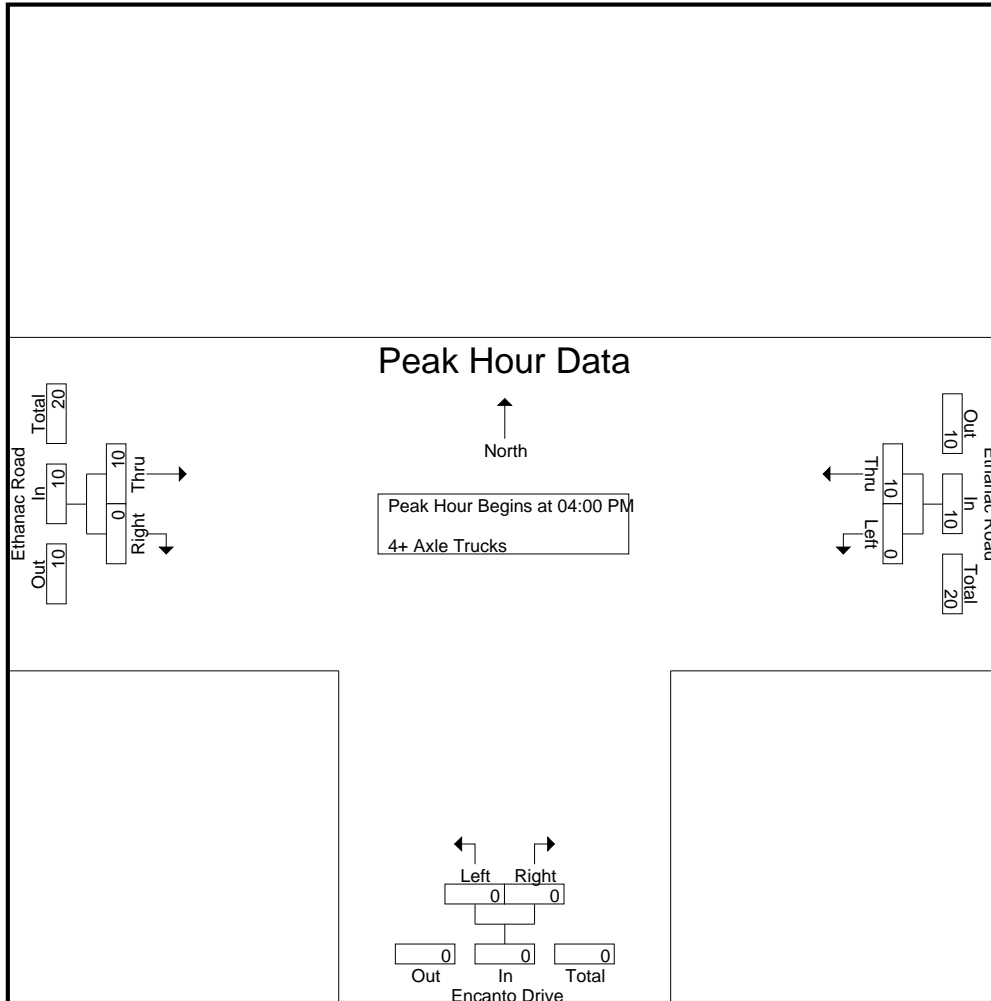 Peak Hour Data
North
Peak Hour Begins at 04:00 PM
4+ Axle Trucks
Ethanac Road
Total
20
In
10
Out
10
Thru
10
Right
0
Ethanac Road
Out
10
In
10
Total
20
Thru
10
Left
0
Left
Right
0
0
0
0
0
Out
In
Total
Encanto Drive